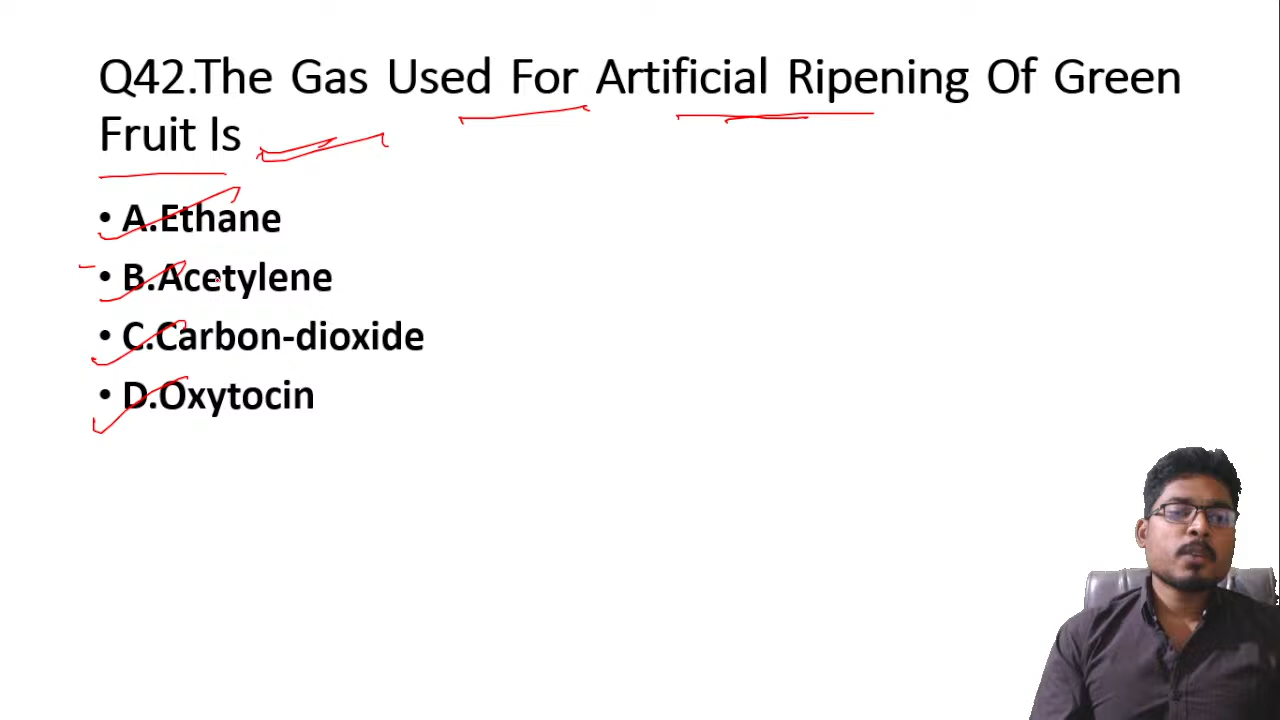 Q42.The Gas Used For Artificial Ripening Of Green
Fruit Is
• A.Ethane
• B.Acetylene
• C.Carbon-dioxide
• D.Oxytocin